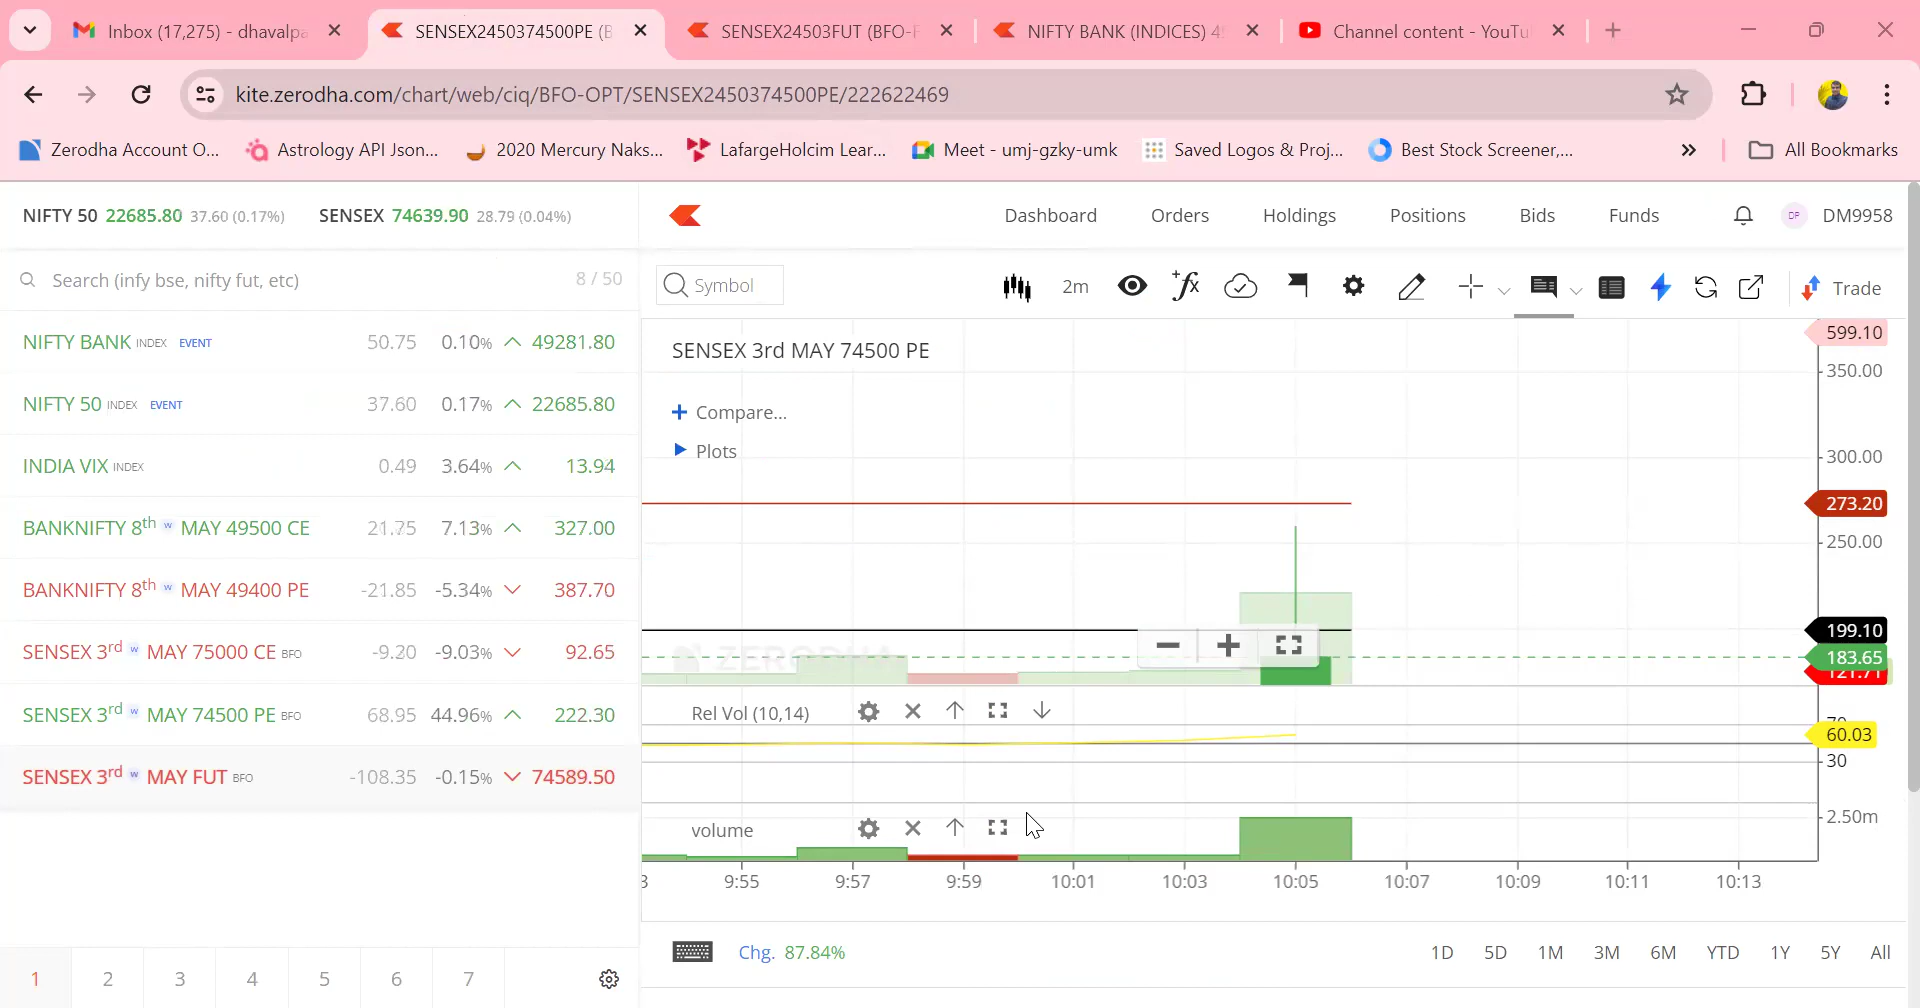 Inbox (17,275) - dhavalpa
SENSEX2450374500PE (B
SENSEX24503FUT (BFO-F
NIFTY BANK (INDICES) 4
Channel content - YouTu
kite.zerodha.com/chart/web/ciq/BFO-OPT/SENSEX2450374500PE/222622469
Zerodha Account O...
Astrology API Json...
2020 Mercury Naks...
LafargeHolcim Lear...
Meet - umj-gzky-umk
Saved Logos & Proj...
Best Stock Screener,...
All Bookmarks
NIFTY 50 22685.80 37.60 (0.17%) SENSEX 74639.90 28.79 (0.04%)
Dashboard Orders Holdings Positions Bids Funds DP DM9958
Search (infy bse, nifty fut, etc) 8 / 50
NIFTY BANK INDEX EVENT 50.75 0.10% 49281.80
NIFTY 50 INDEX EVENT 37.60 0.17% 22685.80
INDIA VIX INDEX 0.49 3.64% 13.94
BANKNIFTY 8th w MAY 49500 CE 21.75 7.13% 327.00
BANKNIFTY 8th w MAY 49400 PE -21.85 -5.34% 387.70
SENSEX 3rd w MAY 75000 CE BFO -9.20 -9.03% 92.65
SENSEX 3rd w MAY 74500 PE BFO 68.95 44.96% 222.30
SENSEX 3rd w MAY FUT BFO -108.35 -0.15% 74589.50
1 2 3 4 5 6 7
Symbol 2m Trade
SENSEX 3rd MAY 74500 PE
Compare...
Plots
599.10
350.00
300.00
273.20
250.00
199.10
183.65
121.71
ZERODHA
Rel Vol (10,14)
70
60.03
30
volume
2.50m
3 9:55 9:57 9:59 10:01 10:03 10:05 10:07 10:09 10:11 10:13
Chg. 87.84% 1D 5D 1M 3M 6M YTD 1Y 5Y All